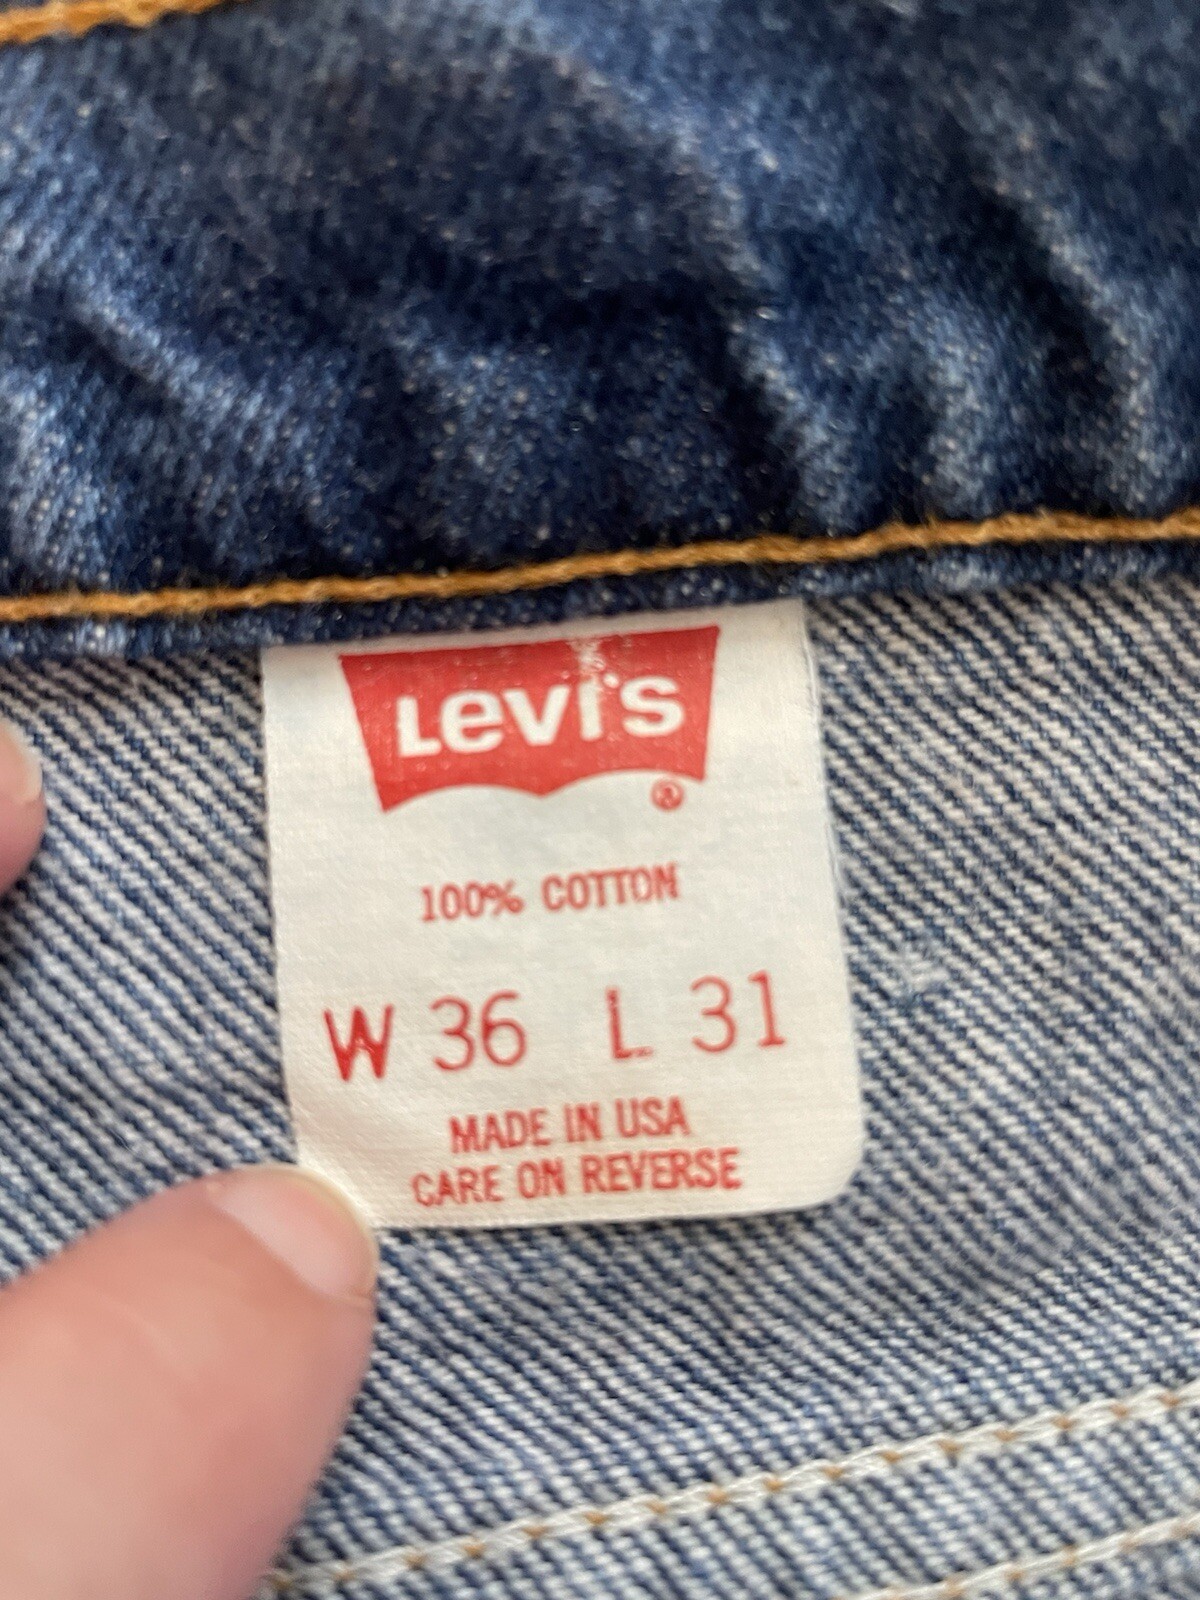 Levi's
®
100% COTTON
W 36 L 31
MADE IN USA
CARE ON REVERSE